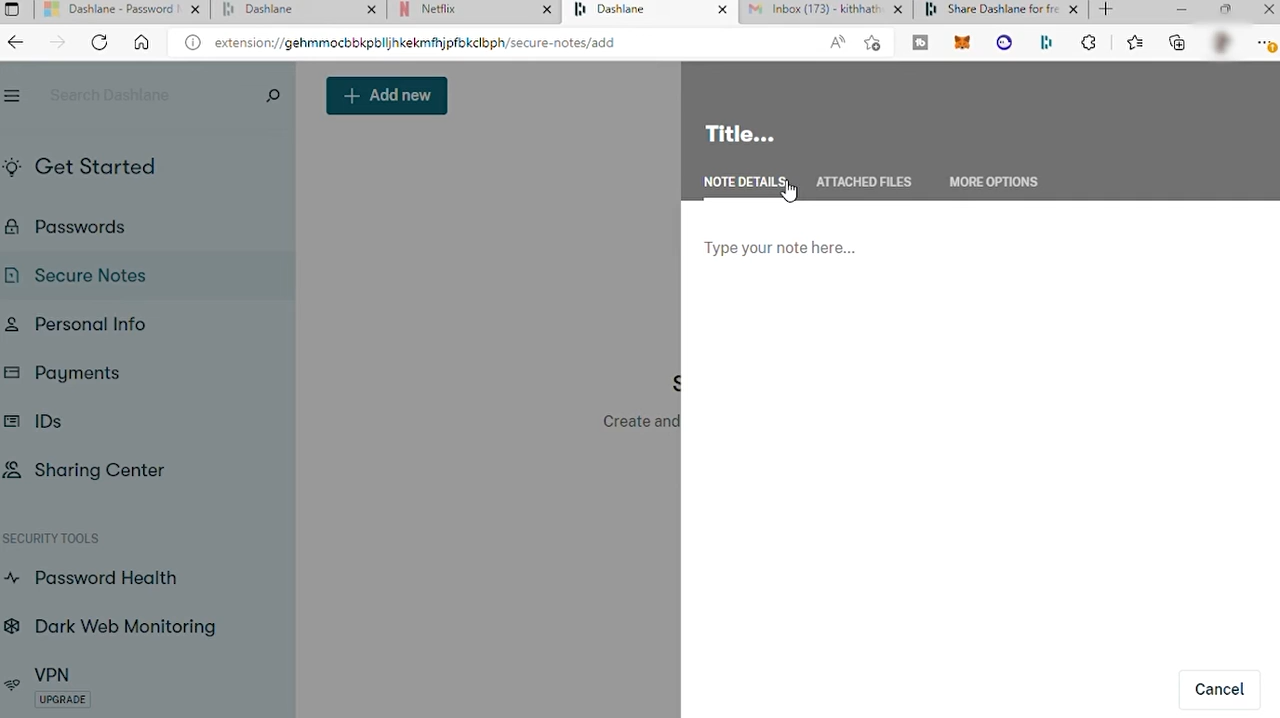 Dashlane - Password
Dashlane
Netflix
Dashlane
Inbox (173) - kithhath
Share Dashlane for fre
extension://gehmmocbbkpblljhkekmfhjpfbkclbph/secure-notes/add
Search Dashlane
Add new
Get Started
Passwords
Secure Notes
Personal Info
Payments
IDs
Sharing Center
SECURITY TOOLS
Password Health
Dark Web Monitoring
VPN
UPGRADE
S
Create and
Title...
NOTE DETAILS
ATTACHED FILES
MORE OPTIONS
Type your note here...
Cancel